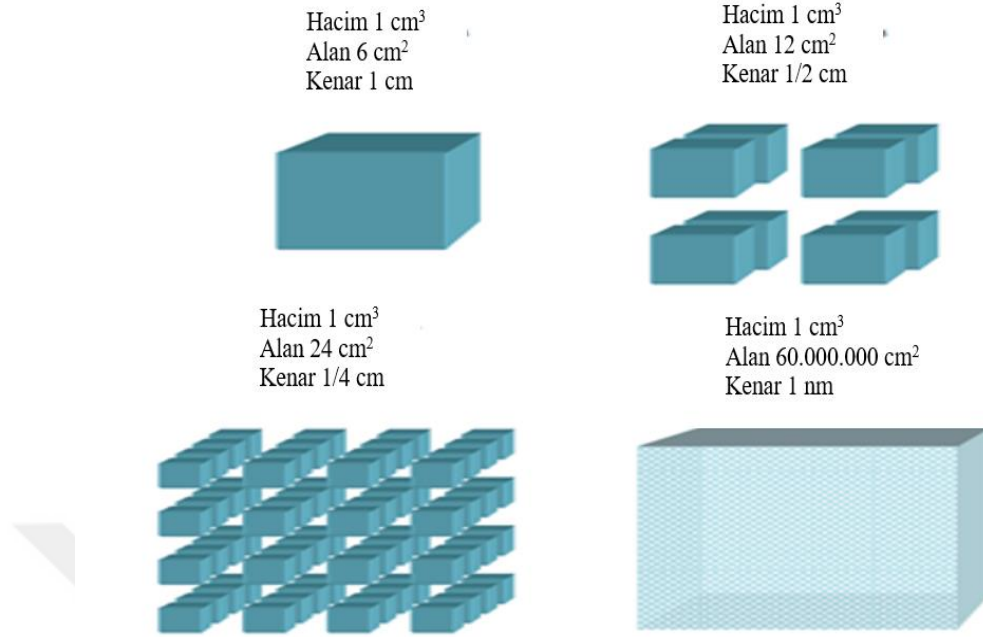 Hacim 1 cm³
Alan 6 cm²
Kenar 1 cm
Hacim 1 cm³
Alan 12 cm²
Kenar 1/2 cm
Hacim 1 cm³
Alan 24 cm²
Kenar 1/4 cm
Hacim 1 cm³
Alan 60.000.000 cm²
Kenar 1 nm